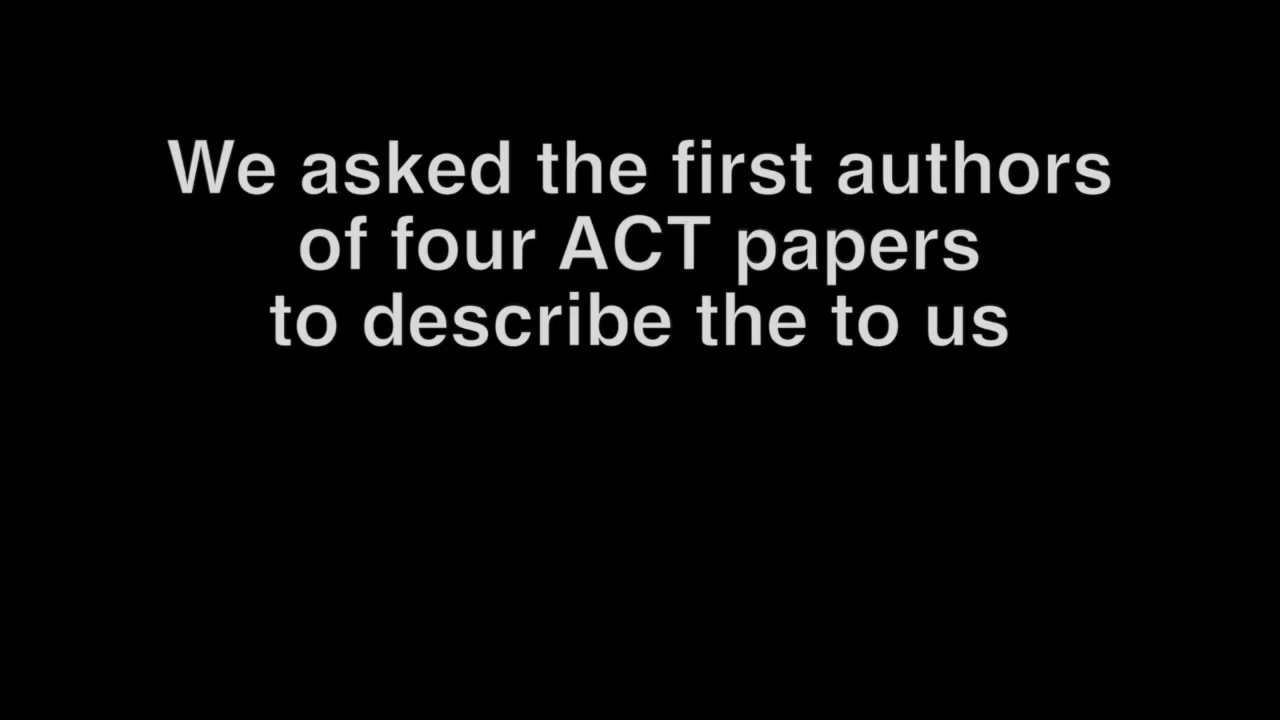 We asked the first authors
of four ACT papers
to describe the to us